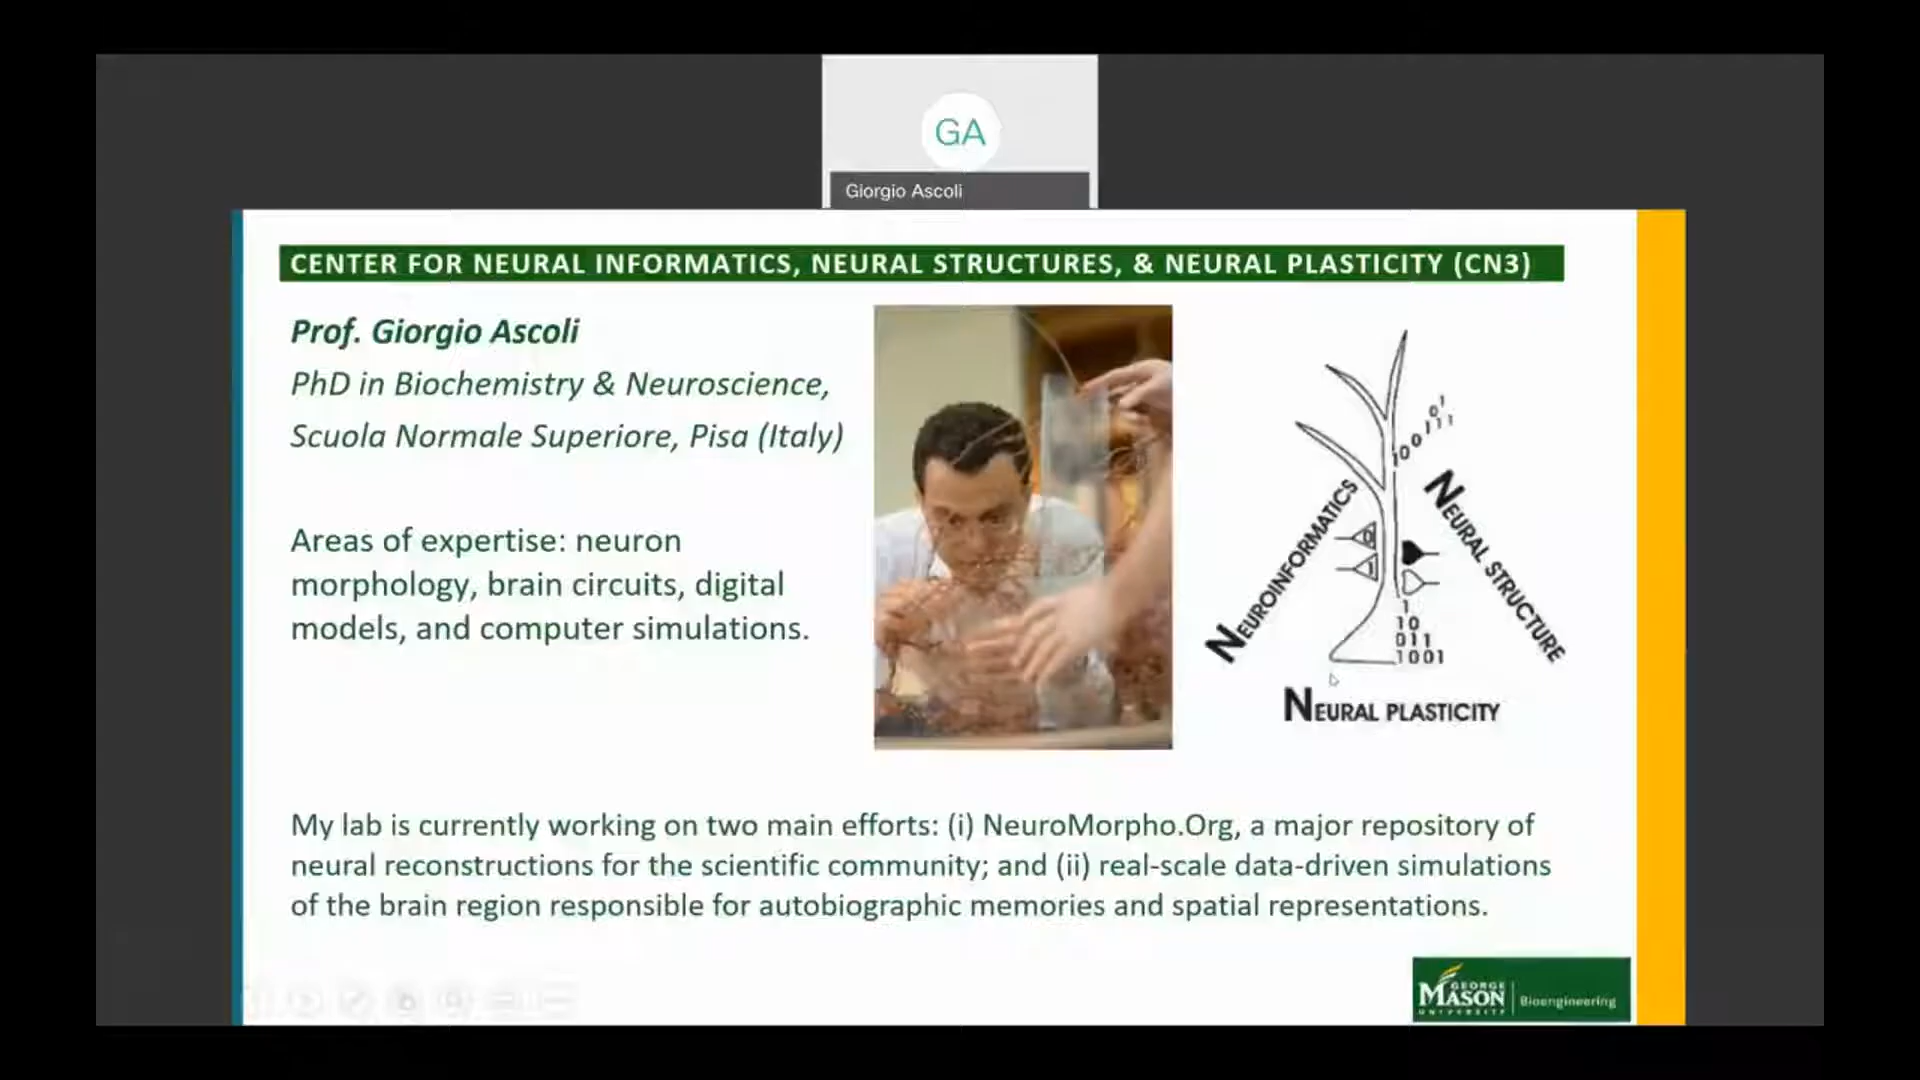 GA
Giorgio Ascoli
CENTER FOR NEURAL INFORMATICS, NEURAL STRUCTURES, & NEURAL PLASTICITY (CN3)
Prof. Giorgio Ascoli
PhD in Biochemistry & Neuroscience,
Scuola Normale Superiore, Pisa (Italy)
Areas of expertise: neuron
morphology, brain circuits, digital
models, and computer simulations.
NEUROINFORMATICS
NEURAL STRUCTURE
01
111
100
0
1
1
10
011
1001
NEURAL PLASTICITY
My lab is currently working on two main efforts: (i) NeuroMorpho.Org, a major repository of
neural reconstructions for the scientific community; and (ii) real-scale data-driven simulations
of the brain region responsible for autobiographic memories and spatial representations.
GEORGE
MASON
UNIVERSITY
Bioengineering